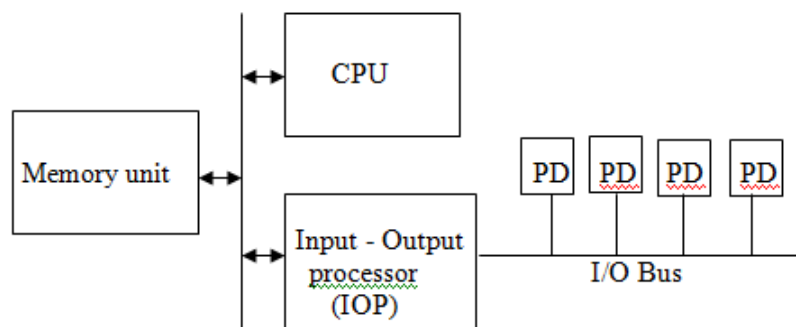 CPU
Memory unit
PD PD PD PD
Input - Output
processor
(IOP)
I/O Bus